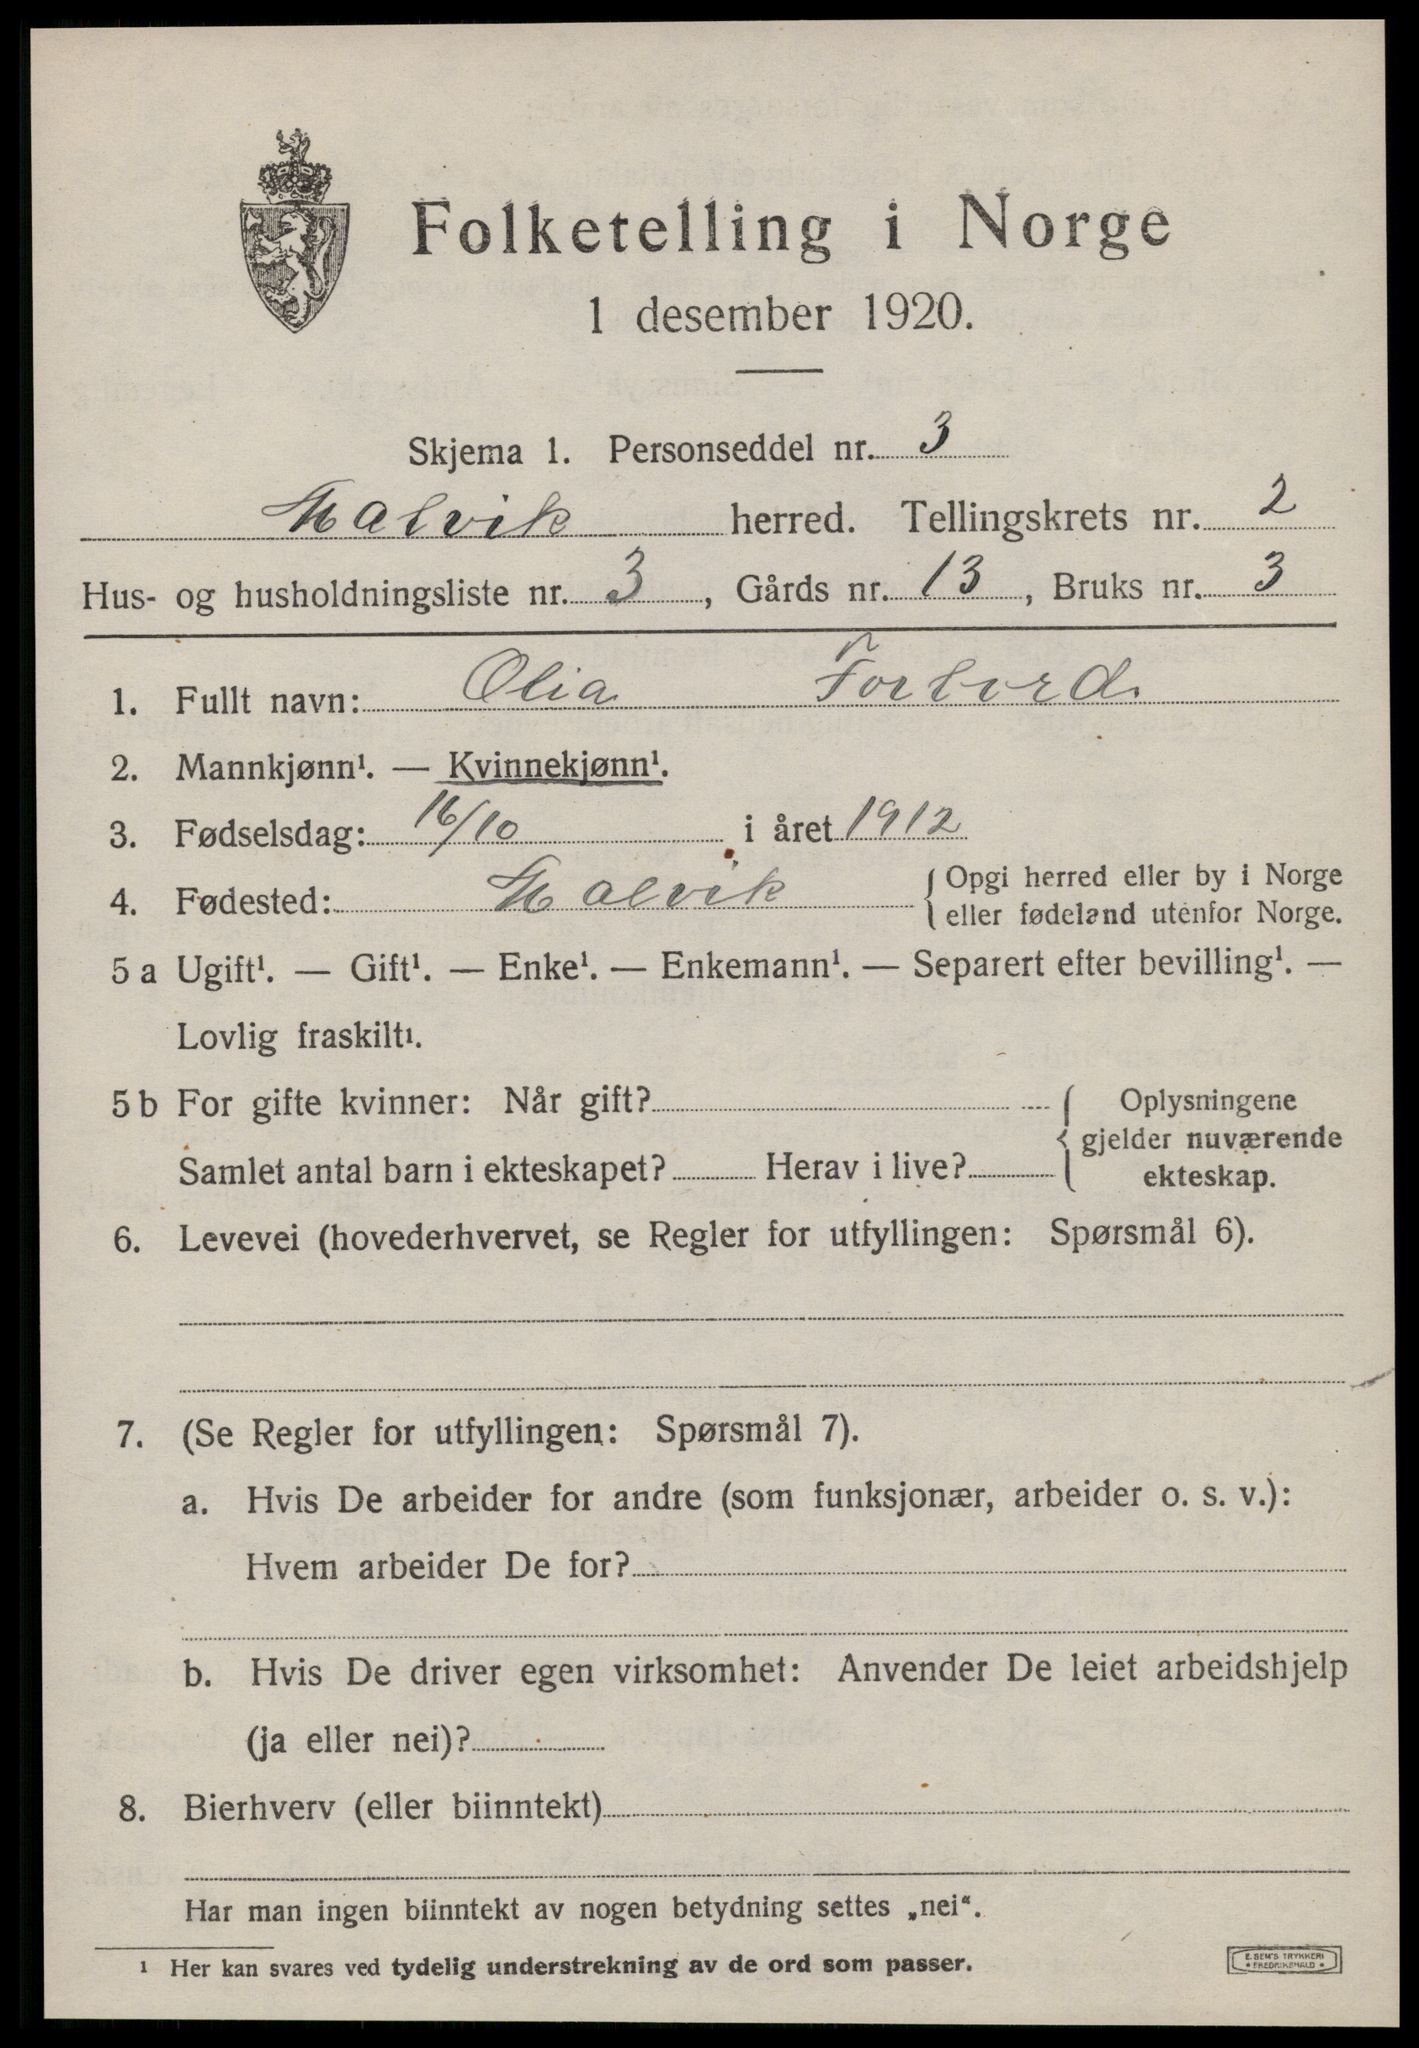 Folketelling i Norge
1 desember 1920.
Skjema 1. Personseddel nr. 3
Malvik herred. Tellingskrets nr. 2
Hus- og husholdningsliste nr. 3, Gårds nr. 13, Bruks nr. 3
1. Fullt navn: Olia Forbord.
2. Mannkjønn¹. — Kvinnekjønn¹.
3. Fødselsdag: 16/10 i året 1912
4. Fødested: Malvik { Opgi herred eller by i Norge
eller fødeland utenfor Norge.
5 a Ugift¹. — Gift¹. — Enke¹. — Enkemann¹. — Separert efter bevilling¹. —
Lovlig fraskilt¹.
5 b For gifte kvinner: Når gift? { Oplysningene
gjelder nuværende
Samlet antal barn i ekteskapet? Herav i live? ekteskap.
6. Levevei (hovederhvervet, se Regler for utfyllingen: Spørsmål 6).
7. (Se Regler for utfyllingen: Spørsmål 7).
a. Hvis De arbeider for andre (som funksjonær, arbeider o. s. v.):
Hvem arbeider De for?
b. Hvis De driver egen virksomhet: Anvender De leiet arbeidshjelp
(ja eller nei)?
8. Bierhverv (eller biinntekt)
Har man ingen biinntekt av nogen betydning settes „nei“.
¹ Her kan svares ved tydelig understrekning av de ord som passer.
E. SEM'S TRYKKERI
* FREDRIKSHALD *